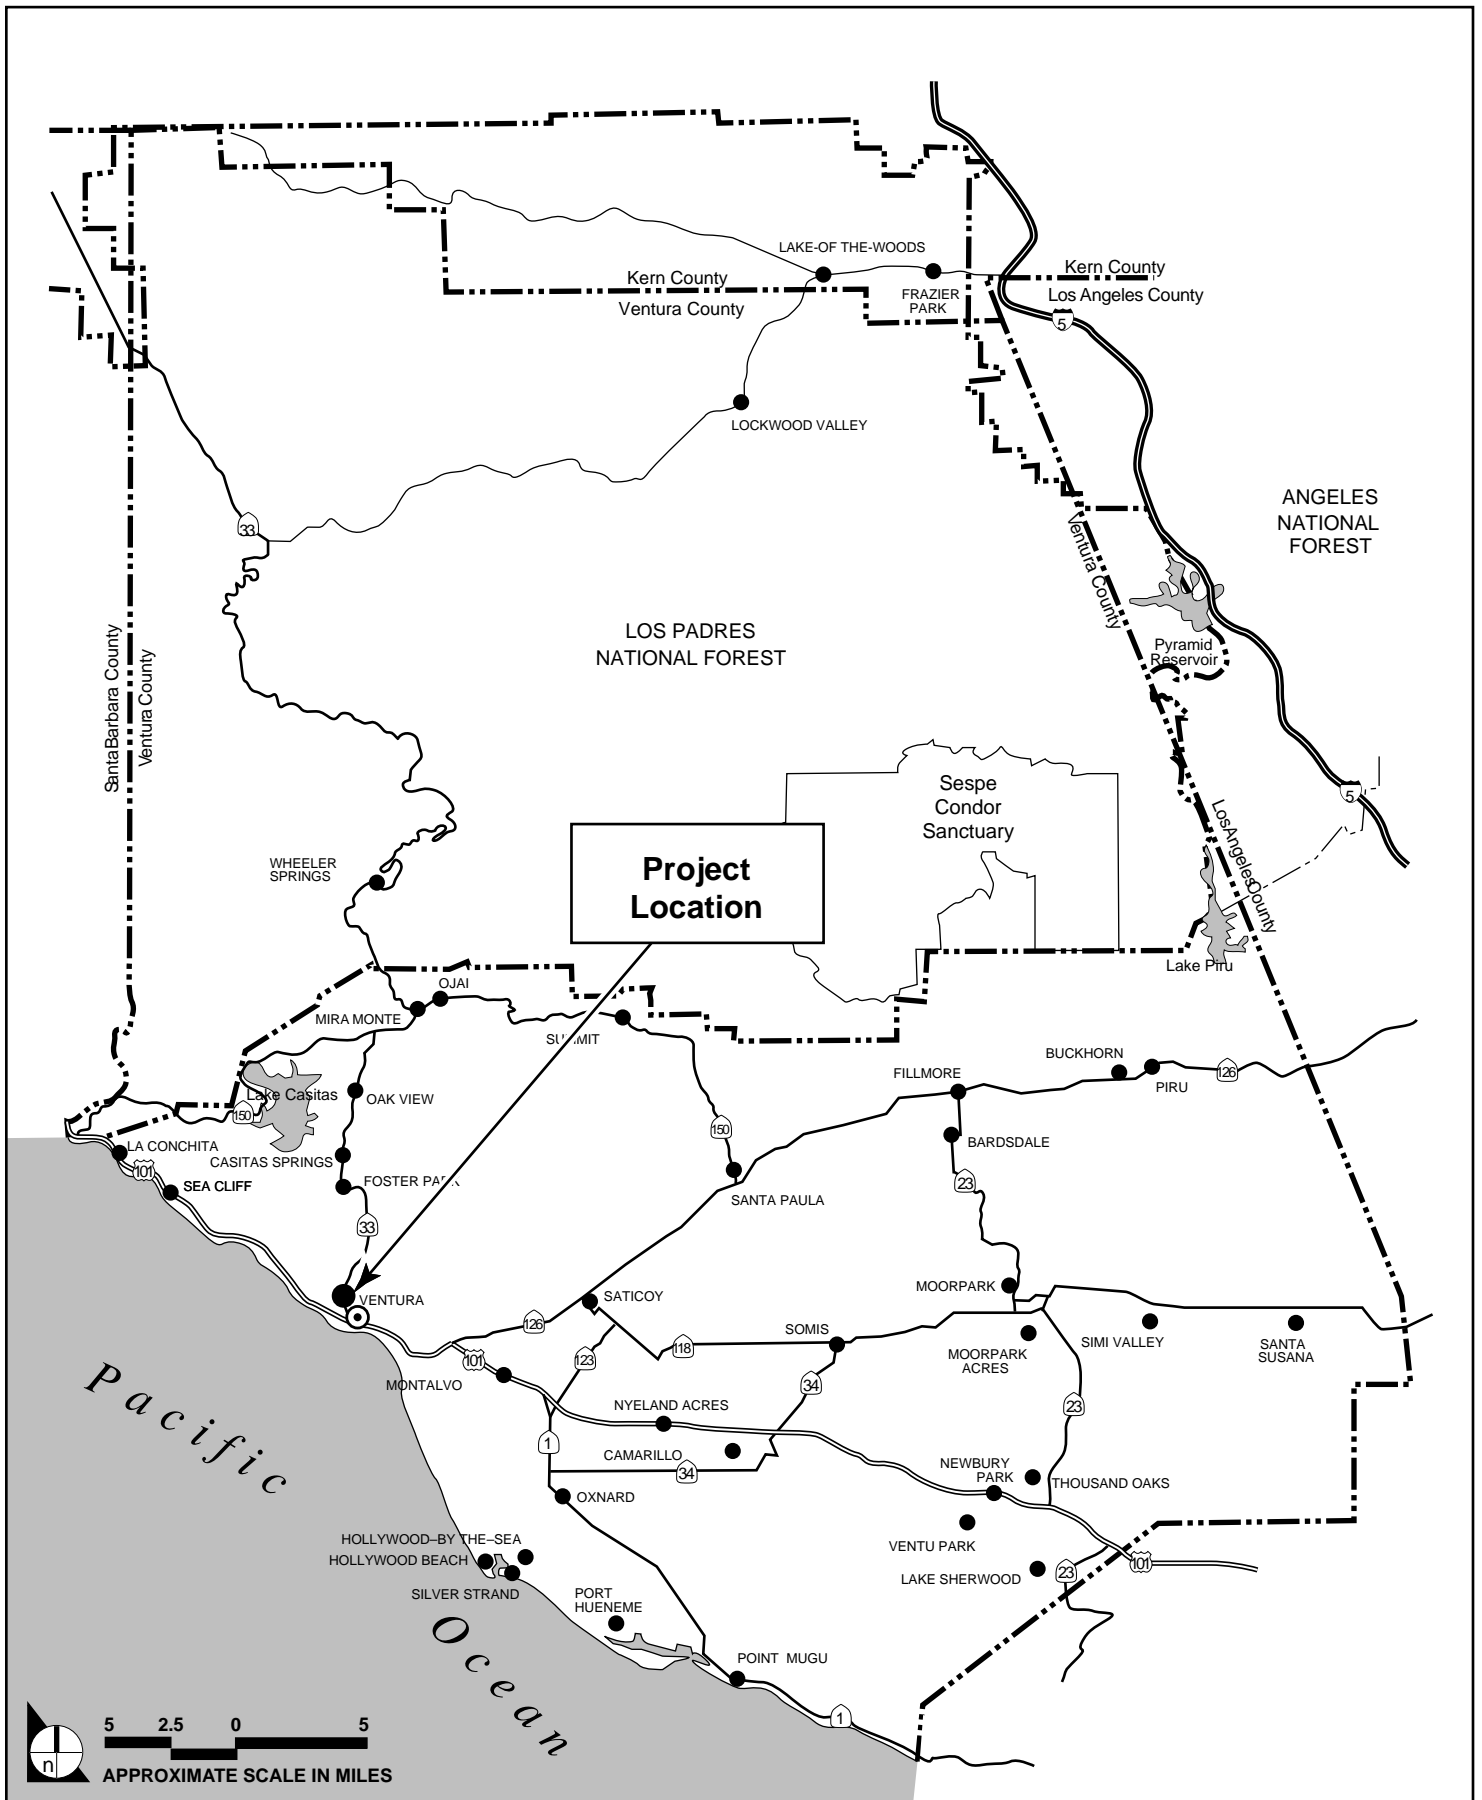 LAKE-OF THE-WOODS
Kern County
Ventura County
FRAZIER
PARK
Kern County
Los Angeles County
5
LOCKWOOD VALLEY
33
ANGELES
NATIONAL
FOREST
Ventura County
LOS PADRES
NATIONAL FOREST
Pyramid
Reservoir
SantaBarbara County
Ventura County
Sespe
Condor
Sanctuary
5
LosAngelesCounty
WHEELER
SPRINGS
Project
Location
Lake Piru
OJAI
MIRA MONTE
SUMMIT
BUCKHORN
FILLMORE
PIRU
126
Lake Casitas
OAK VIEW
150
150
BARDSDALE
LA CONCHITA
CASITAS SPRINGS
101
SEA CLIFF
FOSTER PARK
SANTA PAULA
23
33
MOORPARK
VENTURA
SATICOY
126
SOMIS
118
123
101
MONTALVO
MOORPARK
ACRES
SIMI VALLEY
SANTA
SUSANA
34
NYELAND ACRES
23
1
CAMARILLO
34
NEWBURY
PARK
THOUSAND OAKS
OXNARD
VENTU PARK
HOLLYWOOD–BY THE–SEA
HOLLYWOOD BEACH
SILVER STRAND
LAKE SHERWOOD
23
101
PORT
HUENEME
POINT MUGU
1
Pacific
Ocean
n
5 2.5 0 5
APPROXIMATE SCALE IN MILES